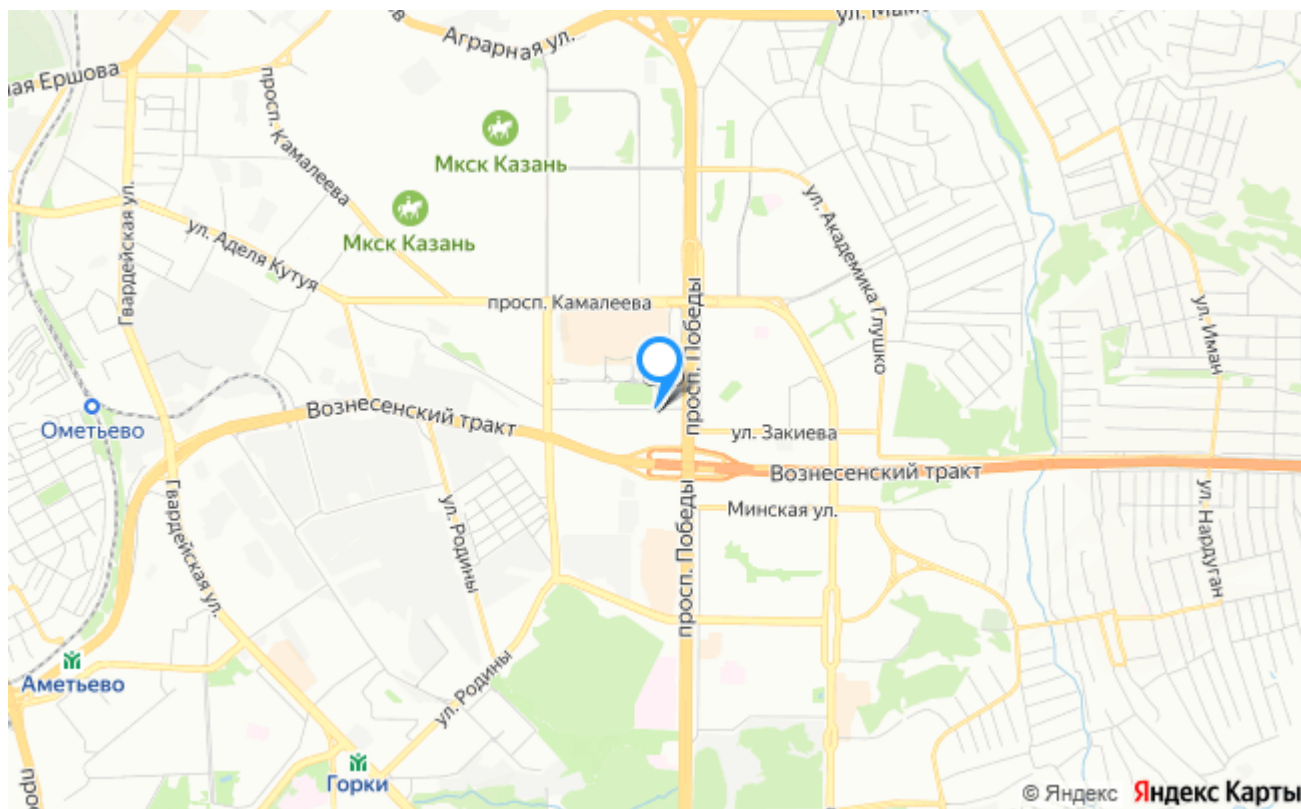 ул. Мам
Аграрная ул.
ая Ершова
просп. Камалеева
Мкск Казань
Гвардейская ул.
ул. Академика Глушко
Мкск Казань
ул. Аделя Кутуя
просп. Камалеева
ул. Иман
просп. Победы
Вознесенский тракт
Ометьево
ул. Закиева
Вознесенский тракт
ул. Родины
Минская ул.
ул. Нардуган
Гвардейская ул.
просп. Победы
Аметьево
ул. Родины
Горки
про
© Яндекс Яндекс Карты